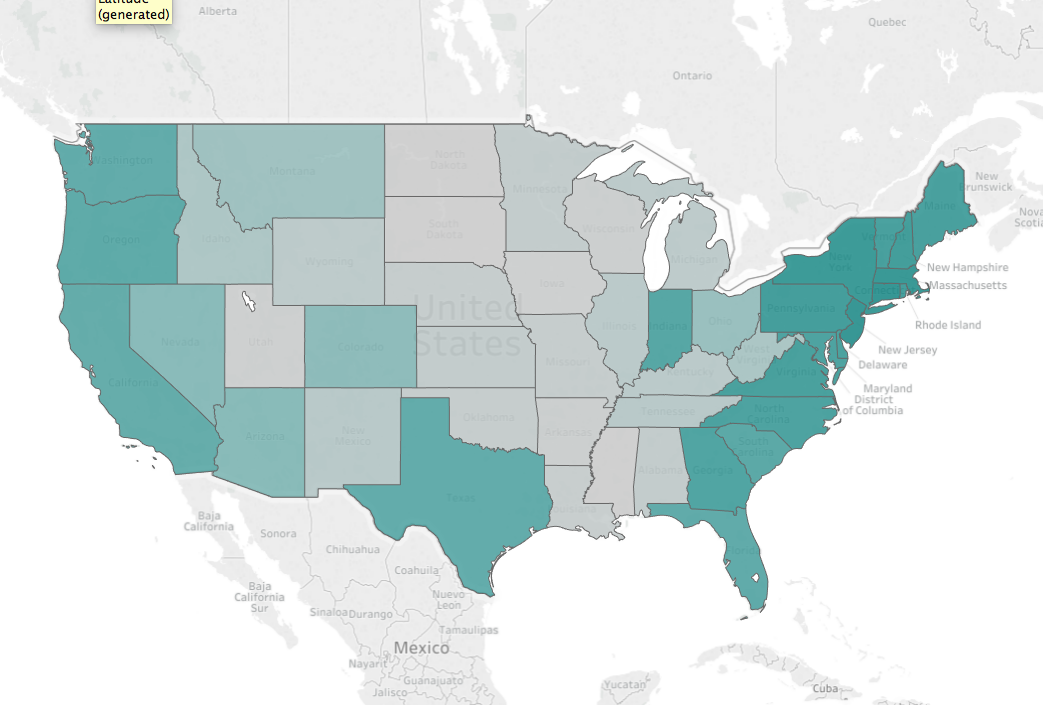 Latitude
(generated)
Alberta
Quebec
Ontario
Washington
Montana
North
Dakota
Minnesota
New
Brunswick
Nova
Scotia
Maine
Oregon
Idaho
South
Dakota
Wisconsin
Michigan
Vermont
New
York
New Hampshire
Massachusetts
Wyoming
Iowa
Connecti
Rhode Island
Pennsylvania
United
States
Nevada
Utah
Colorado
Illinois
Indiana
Ohio
New Jersey
Delaware
Maryland
District
of Columbia
West
Virginia
Virginia
California
Missouri
Kentucky
Tennessee
North
Carolina
Arizona
New
Mexico
Oklahoma
Arkansas
South
Carolina
Alabama
Georgia
Texas
Louisiana
Florida
Baja
California
Sonora
Chihuahua
Coahuila
Baja
California
Sur
Sinaloa
Durango
Nuevo
Leon
Tamaulipas
Mexico
Nayarit
Guanajuato
Jalisco
Yucatan
Cuba